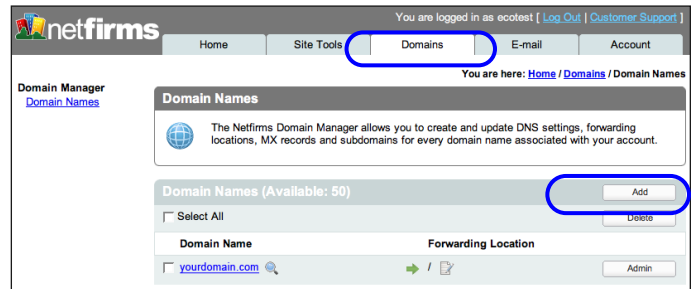 You are logged in as ecotest [ Log Out | Customer Support ]
netfirms
Home Site Tools Domains E-mail Account
You are here: Home / Domains / Domain Names
Domain Manager
Domain Names
Domain Names
The Netfirms Domain Manager allows you to create and update DNS settings, forwarding
locations, MX records and subdomains for every domain name associated with your account.
Domain Names (Available: 50) Add
Select All Delete
Domain Name Forwarding Location
yourdomain.com / Admin